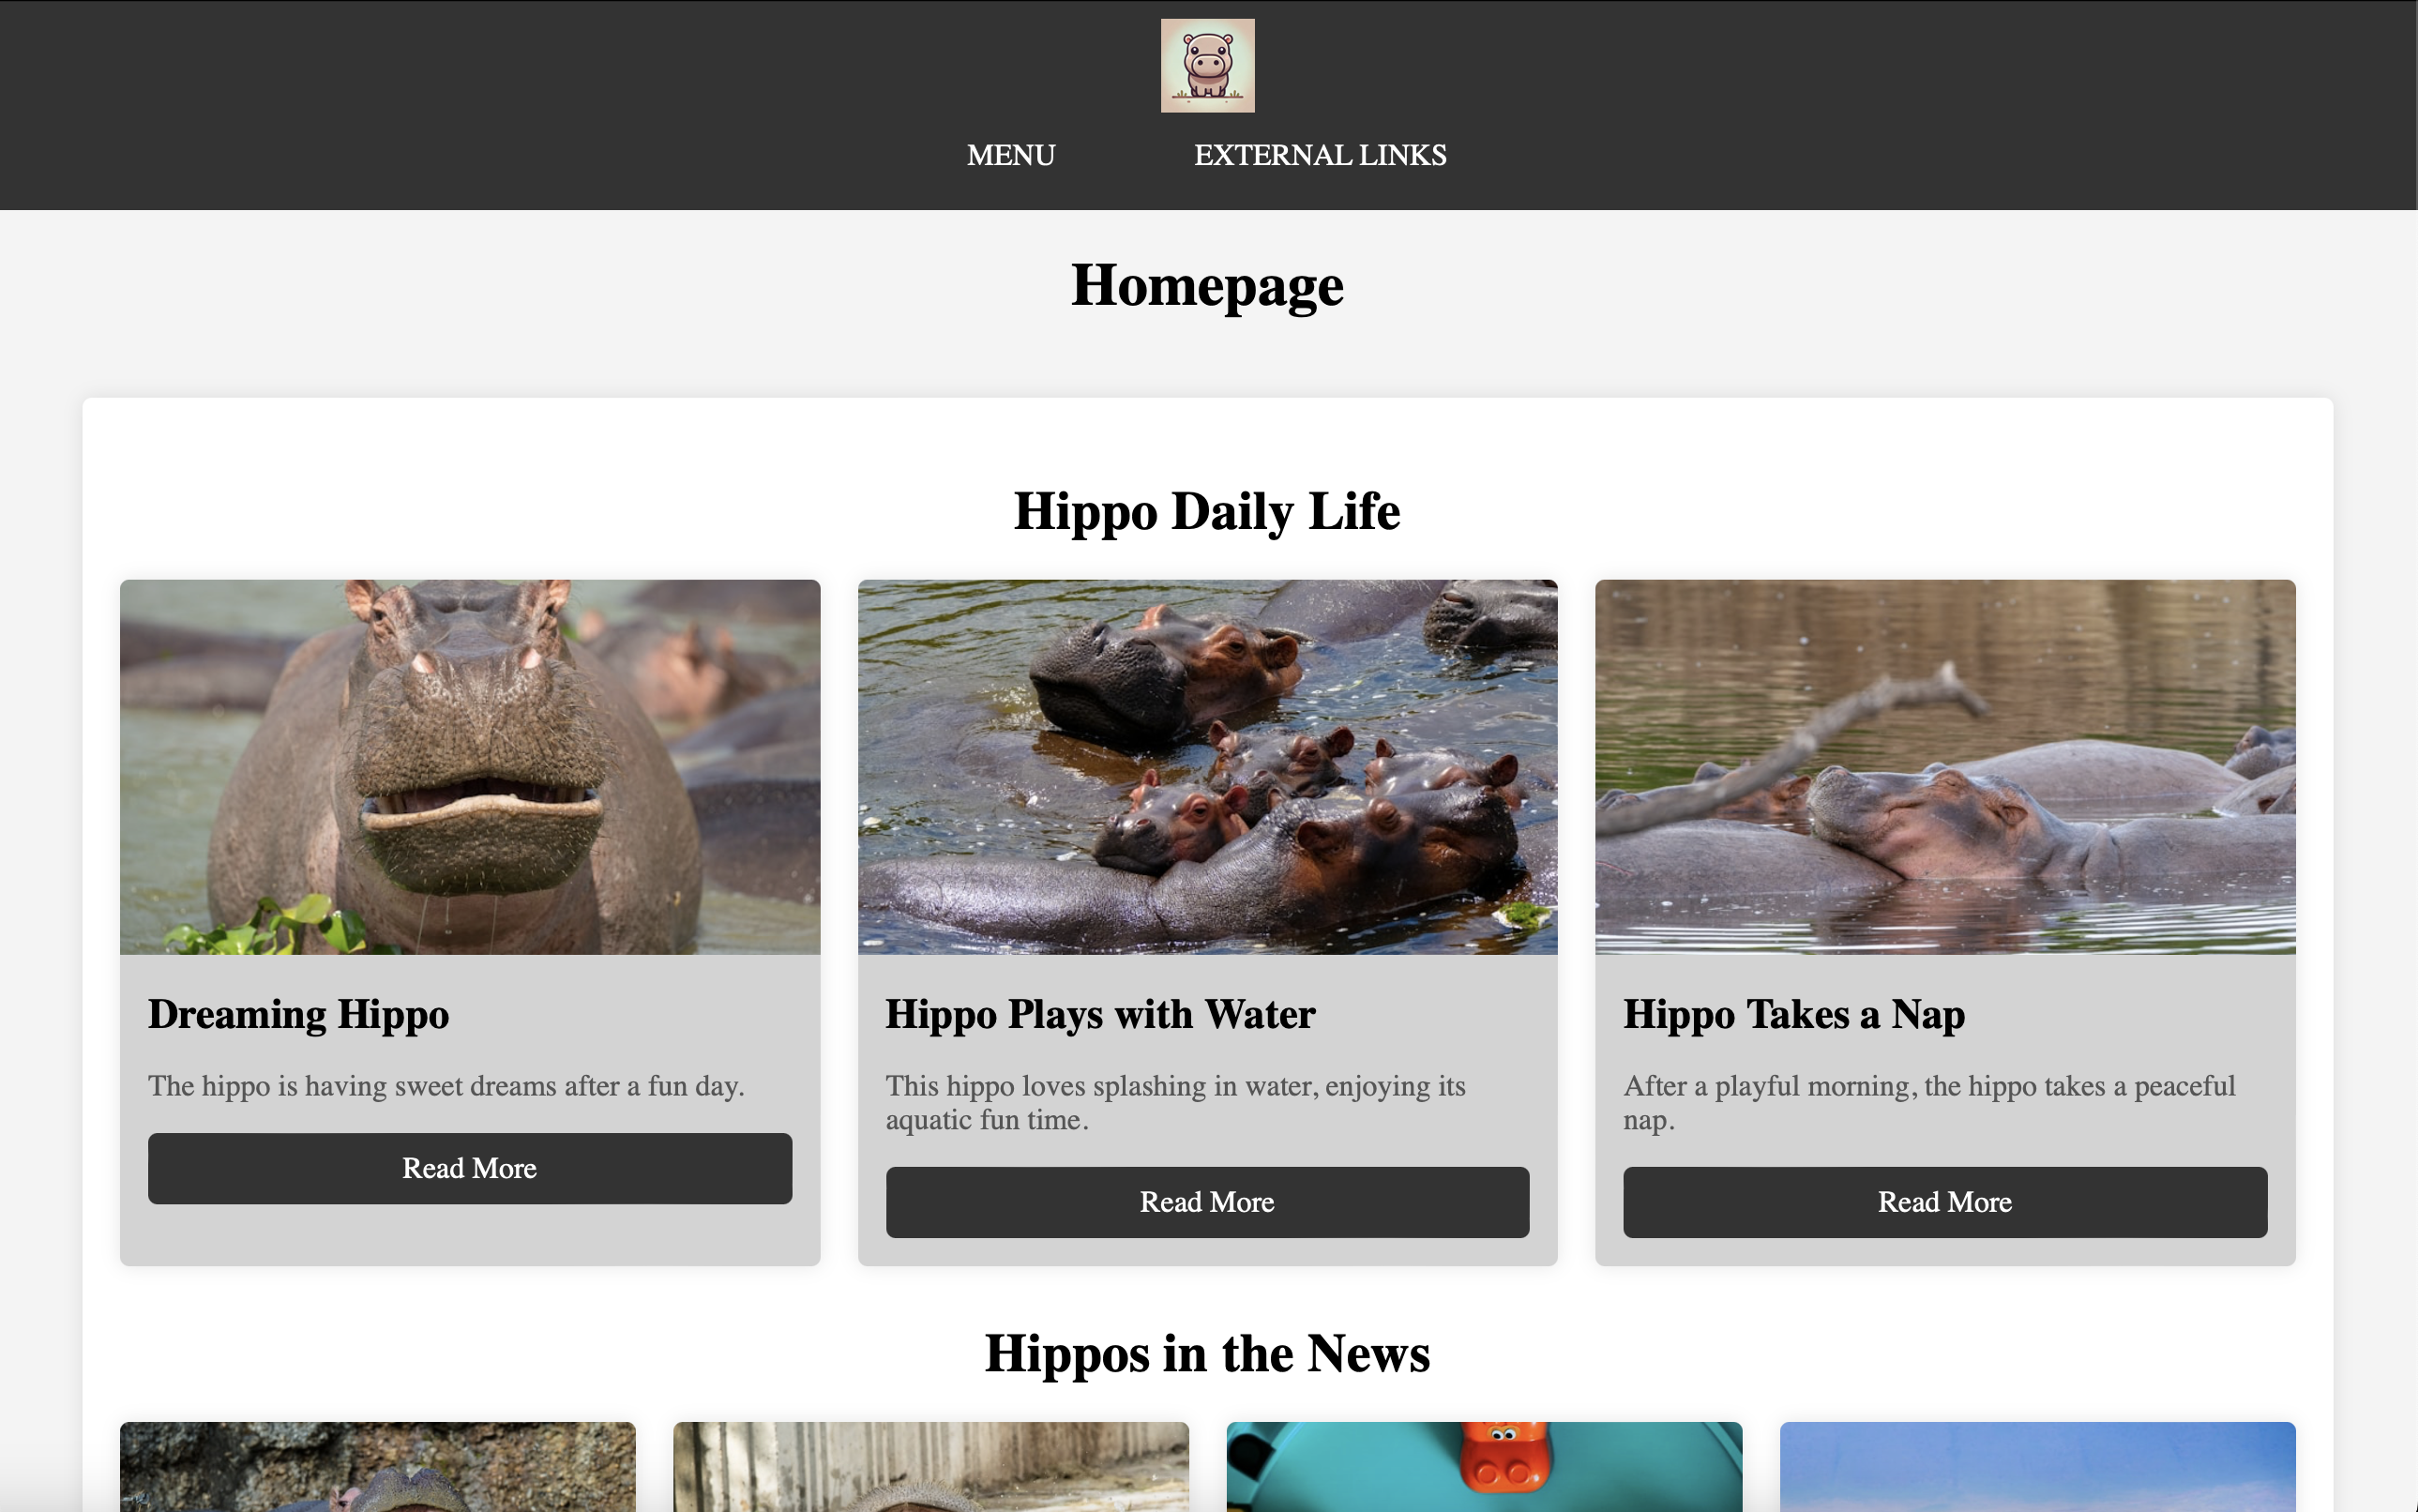 MENU
EXTERNAL LINKS
Homepage
Hippo Daily Life
Dreaming Hippo
The hippo is having sweet dreams after a fun day.
Read More
Hippo Plays with Water
This hippo loves splashing in water, enjoying its
aquatic fun time.
Read More
Hippo Takes a Nap
After a playful morning, the hippo takes a peaceful
nap.
Read More
Hippos in the News